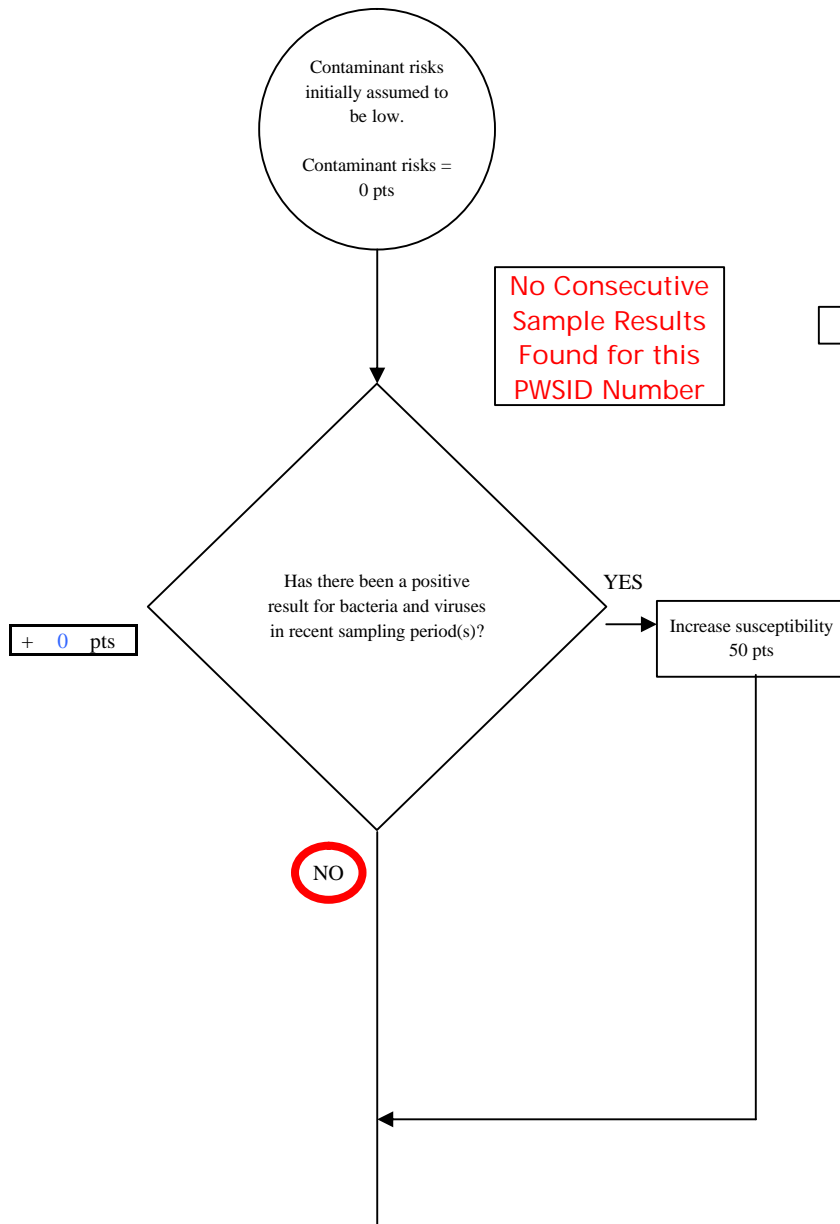 Contaminant risks
initially assumed to
be low.
Contaminant risks =
0 pts
No Consecutive
Sample Results
Found for this
PWSID Number
Has there been a positive
result for bacteria and viruses
in recent sampling period(s)?
YES
+ 0 pts
Increase susceptibility
50 pts
NO